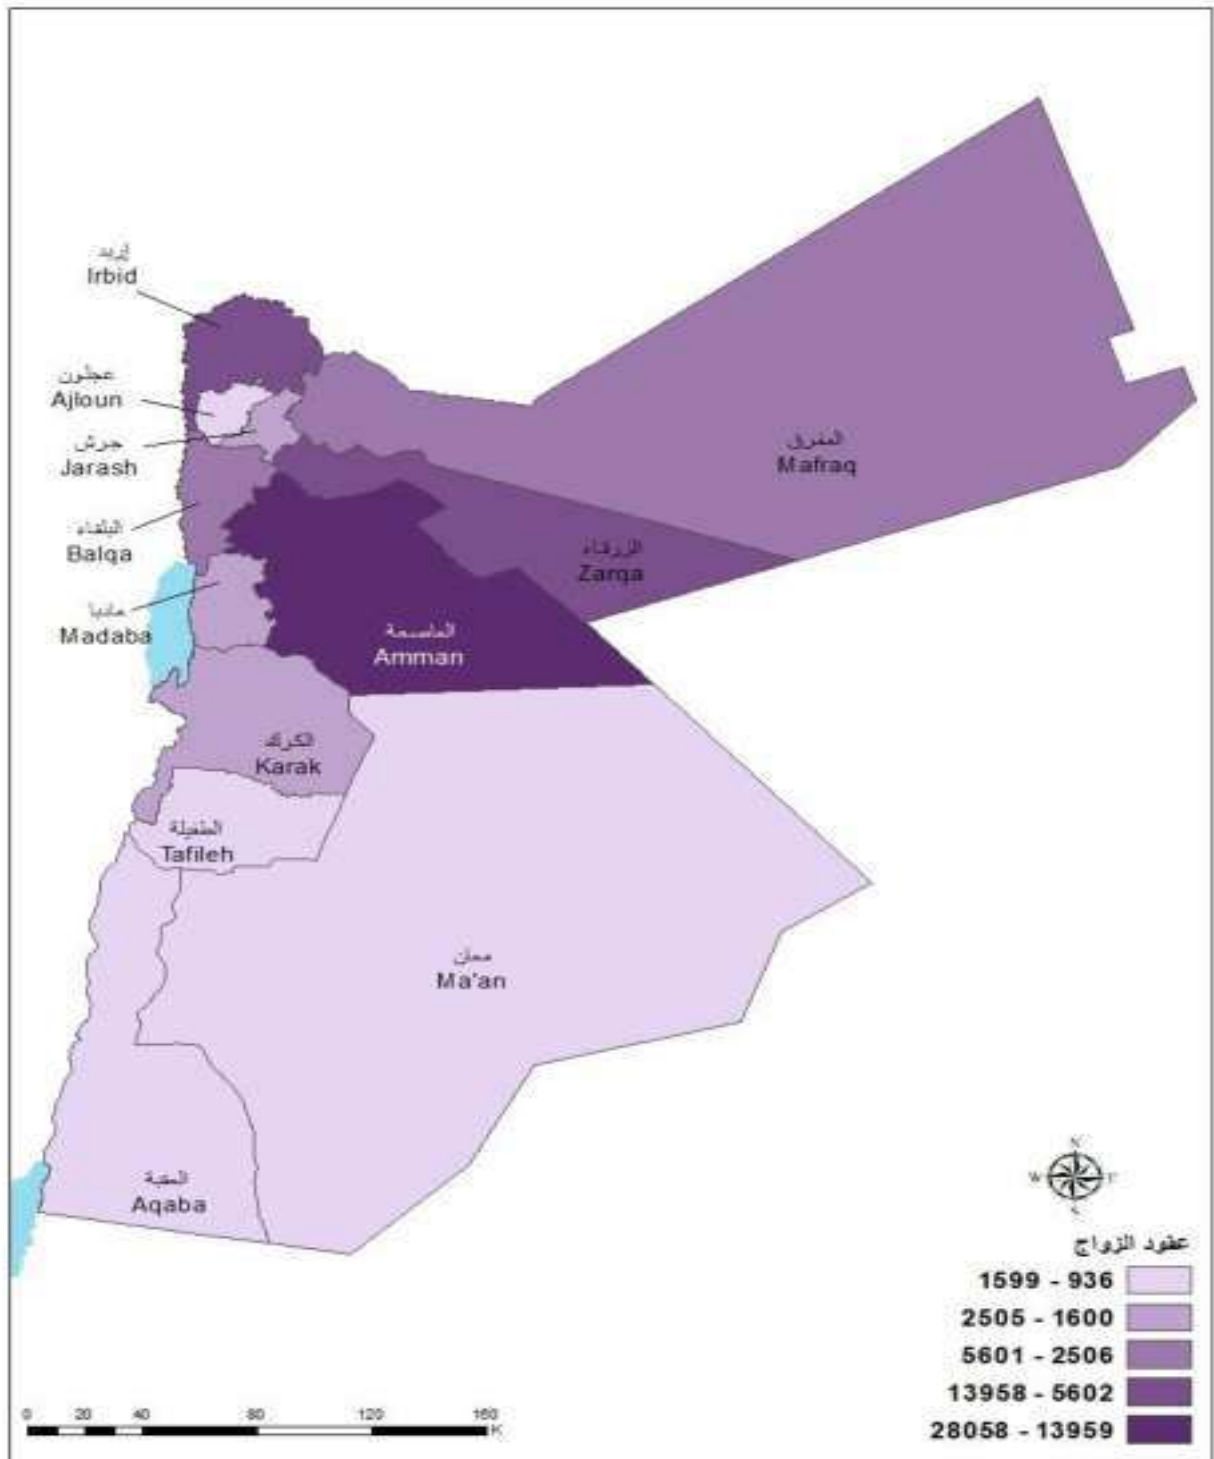 إربد
Irbid
عجلون
Ajloun
جرش
Jarash
البلقاء
Balqa
مادبا
Madaba
المفرق
Mafraq
الزرقاء
Zarqa
العاصمة
Amman
الكرك
Karak
الطفيلة
Tafileh
معان
Ma'an
العقبة
Aqaba
N
W E
S
عقود الزواج
1599 - 936
2505 - 1600
5601 - 2506
13958 - 5602
28058 - 13959
0 20 40 80 120 160
K